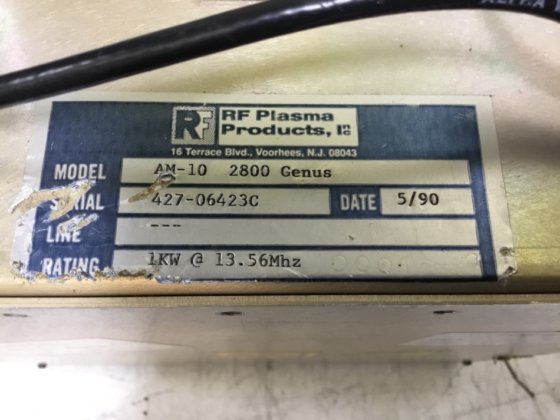 RF
RF Plasma
Products, Inc
16 Terrace Blvd., Voorhees, N.J. 08043
MODEL AM-10 2800 Genus
SERIAL 427-06423C DATE 5/90
LINE ---
RATING 1KW @ 13.56Mhz